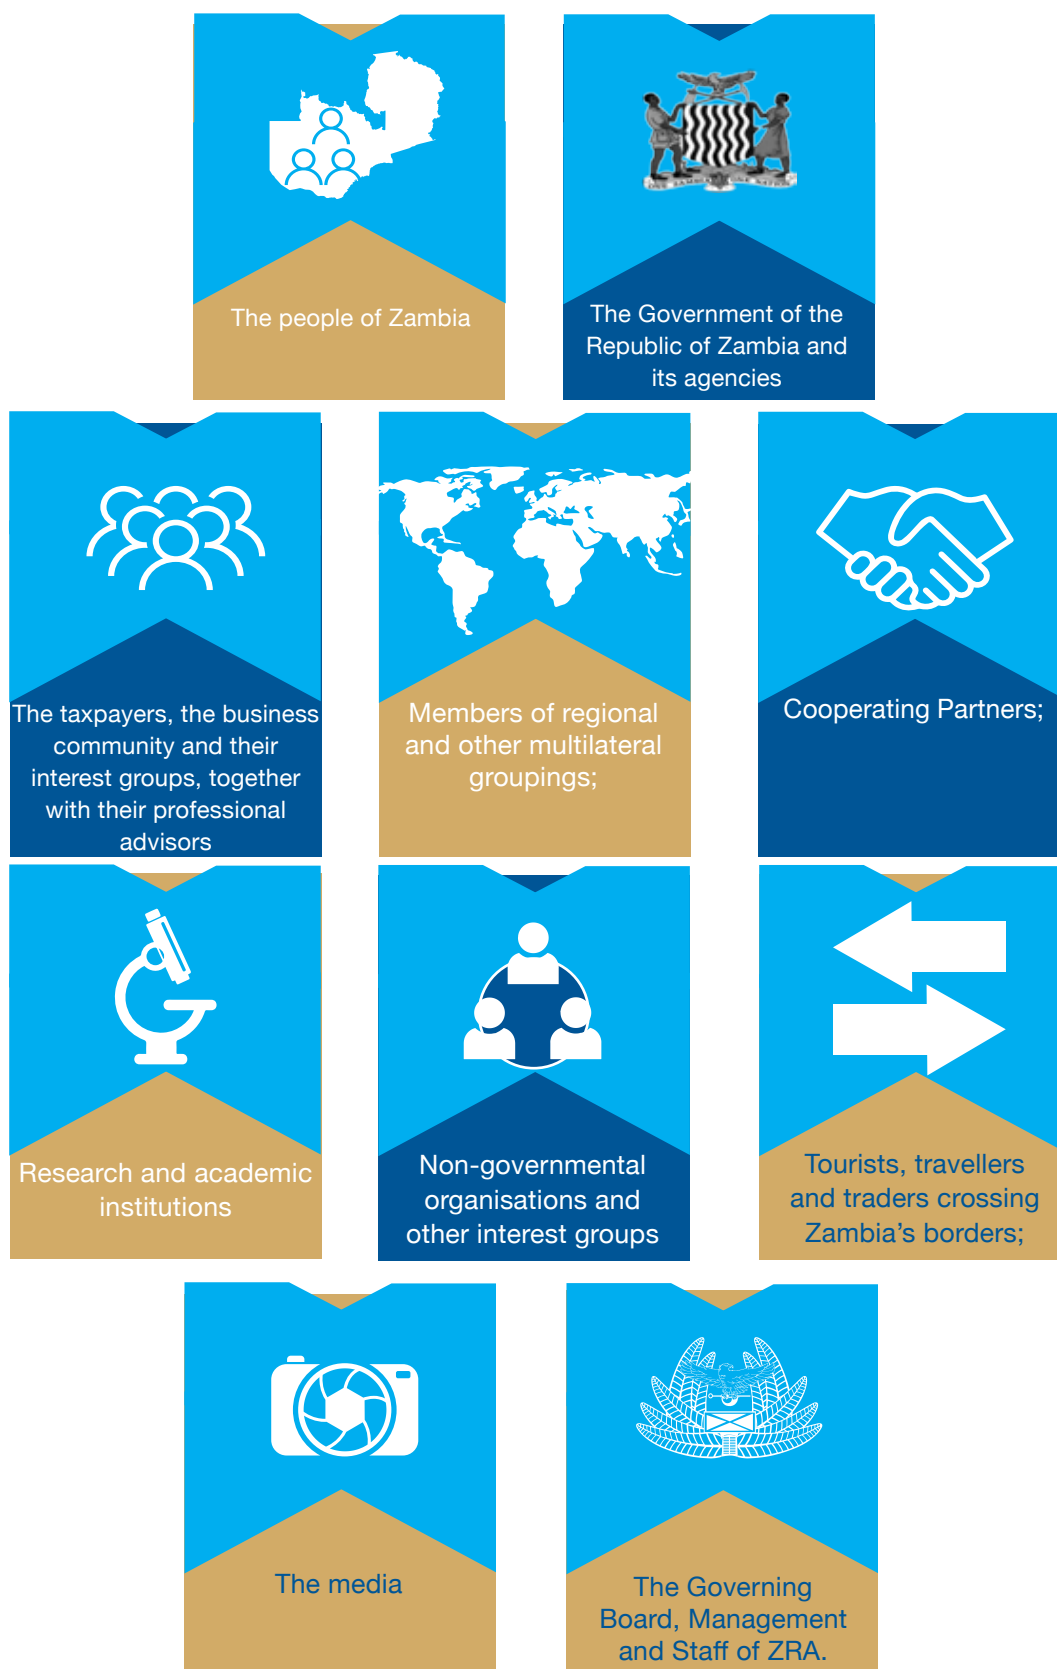 The people of Zambia
The Government of the
Republic of Zambia and
its agencies
The taxpayers, the business
community and their
interest groups, together
with their professional
advisors
Members of regional
and other multilateral
groupings;
Cooperating Partners;
Research and academic
institutions
Non-governmental
organisations and
other interest groups
Tourists, travellers
and traders crossing
Zambia's borders;
The media
The Governing
Board, Management
and Staff of ZRA.